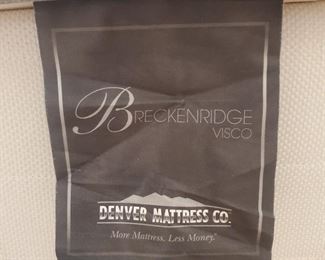 BRECKENRIDGE
VISCO
DENVER MATTRESS CO.
More Mattress. Less Money.®